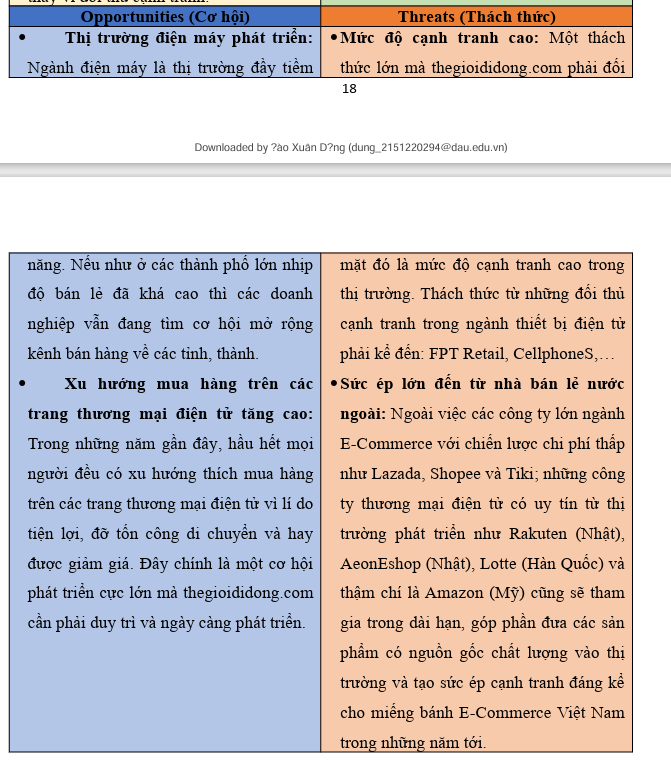 Opportunities (Cơ hội)
Threats (Thách thức)
• Thị trường điện máy phát triển:
Ngành điện máy là thị trường đầy tiềm
• Mức độ cạnh tranh cao: Một thách
thức lớn mà thegioididong.com phải đối
18
Downloaded by ?ào Xuân D?ng (dung_2151220294@dau.edu.vn)
năng. Nếu như ở các thành phố lớn nhịp
độ bán lẻ đã khá cao thì các doanh
nghiệp vẫn đang tìm cơ hội mở rộng
kênh bán hàng về các tỉnh, thành.
• Xu hướng mua hàng trên các
trang thương mại điện tử tăng cao:
Trong những năm gần đây, hầu hết mọi
người đều có xu hướng thích mua hàng
trên các trang thương mại điện tử vì lí do
tiện lợi, đỡ tốn công di chuyển và hay
được giảm giá. Đây chính là một cơ hội
phát triển cực lớn mà thegioididong.com
cần phải duy trì và ngày càng phát triển.
mặt đó là mức độ cạnh tranh cao trong
thị trường. Thách thức từ những đối thủ
cạnh tranh trong ngành thiết bị điện tử
phải kể đến: FPT Retail, CellphoneS,…
• Sức ép lớn đến từ nhà bán lẻ nước
ngoài: Ngoài việc các công ty lớn ngành
E-Commerce với chiến lược chi phí thấp
như Lazada, Shopee và Tiki; những công
ty thương mại điện tử có uy tín từ thị
trường phát triển như Rakuten (Nhật),
AeonEshop (Nhật), Lotte (Hàn Quốc) và
thậm chí là Amazon (Mỹ) cũng sẽ tham
gia trong dài hạn, góp phần đưa các sản
phẩm có nguồn gốc chất lượng vào thị
trường và tạo sức ép cạnh tranh đáng kể
cho miếng bánh E-Commerce Việt Nam
trong những năm tới.